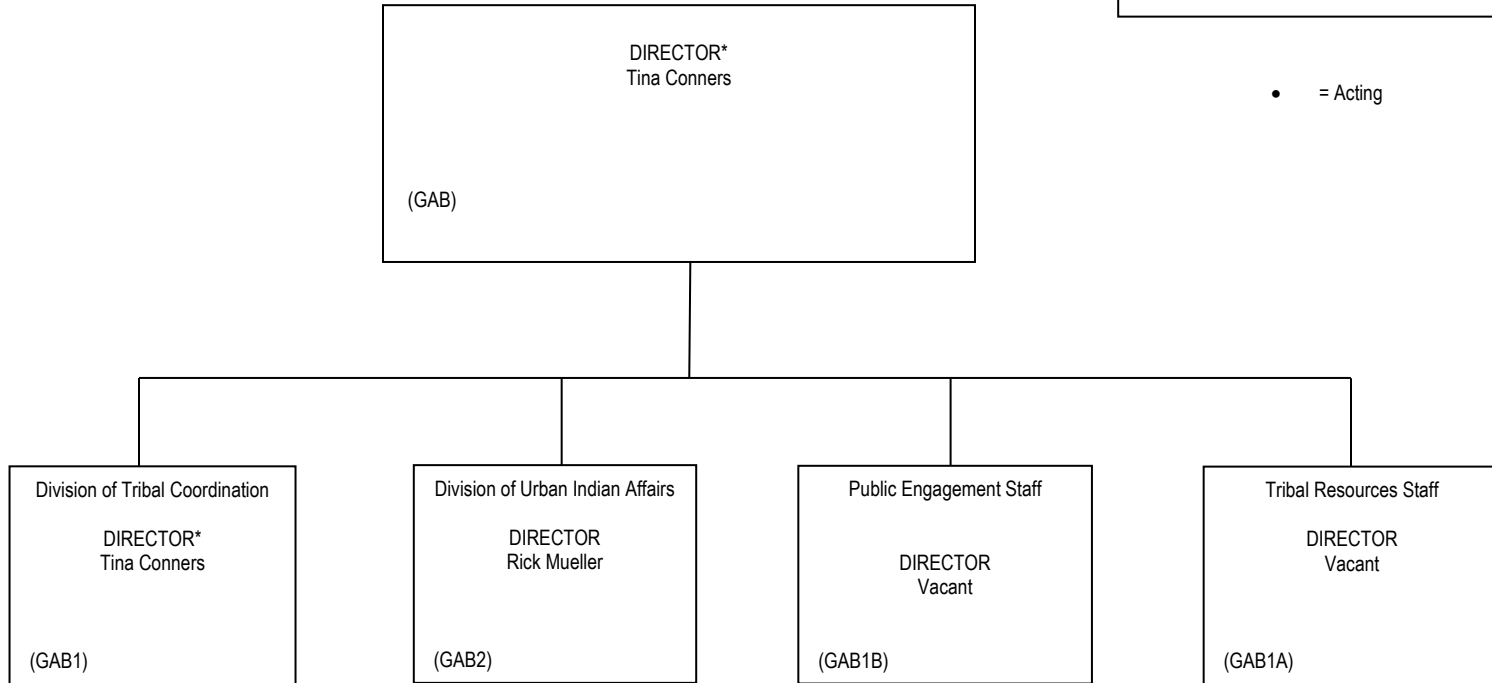 DIRECTOR*
Tina Conners
(GAB)
• = Acting
Division of Tribal Coordination
DIRECTOR*
Tina Conners
(GAB1)
Division of Urban Indian Affairs
DIRECTOR
Rick Mueller
(GAB2)
Public Engagement Staff
DIRECTOR
Vacant
(GAB1B)
Tribal Resources Staff
DIRECTOR
Vacant
(GAB1A)